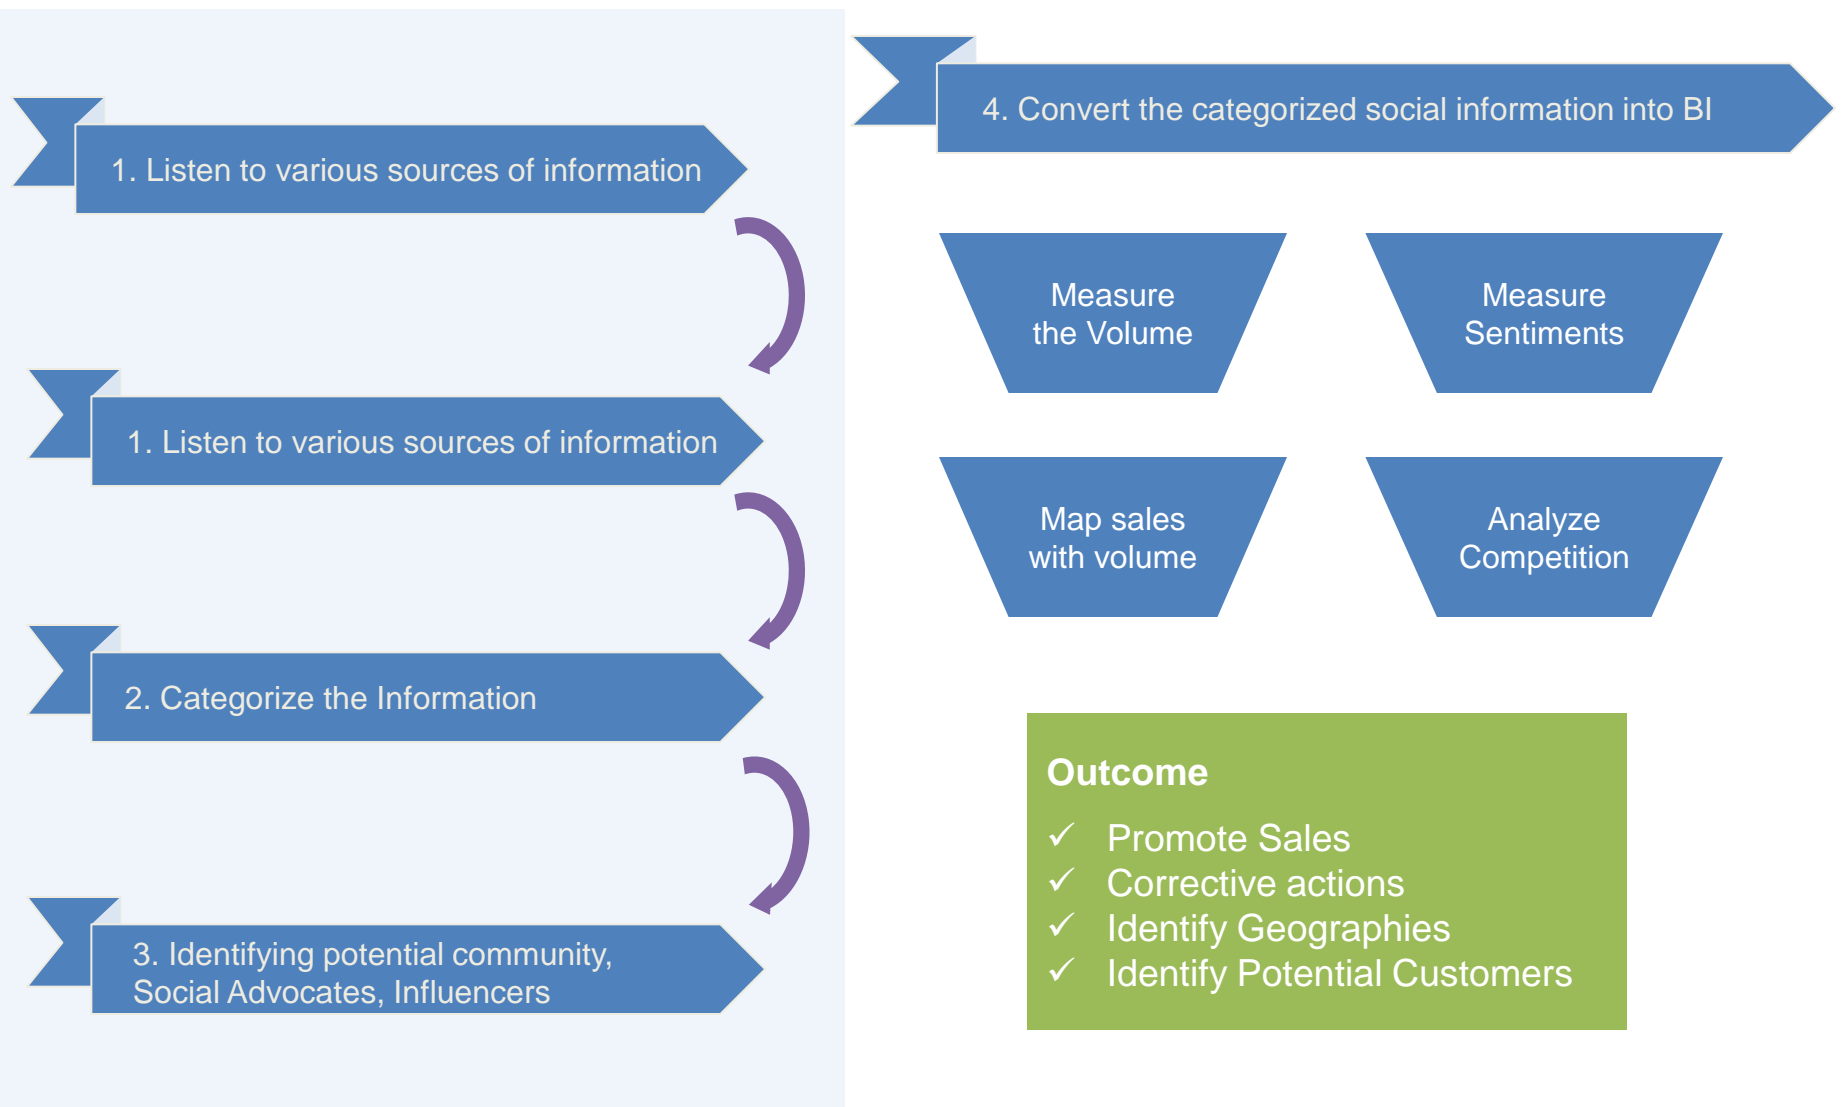 1. Listen to various sources of information
1. Listen to various sources of information
2. Categorize the Information
3. Identifying potential community,
Social Advocates, Influencers
4. Convert the categorized social information into BI
Measure
the Volume
Measure
Sentiments
Map sales
with volume
Analyze
Competition
Outcome
✓ Promote Sales
✓ Corrective actions
✓ Identify Geographies
✓ Identify Potential Customers